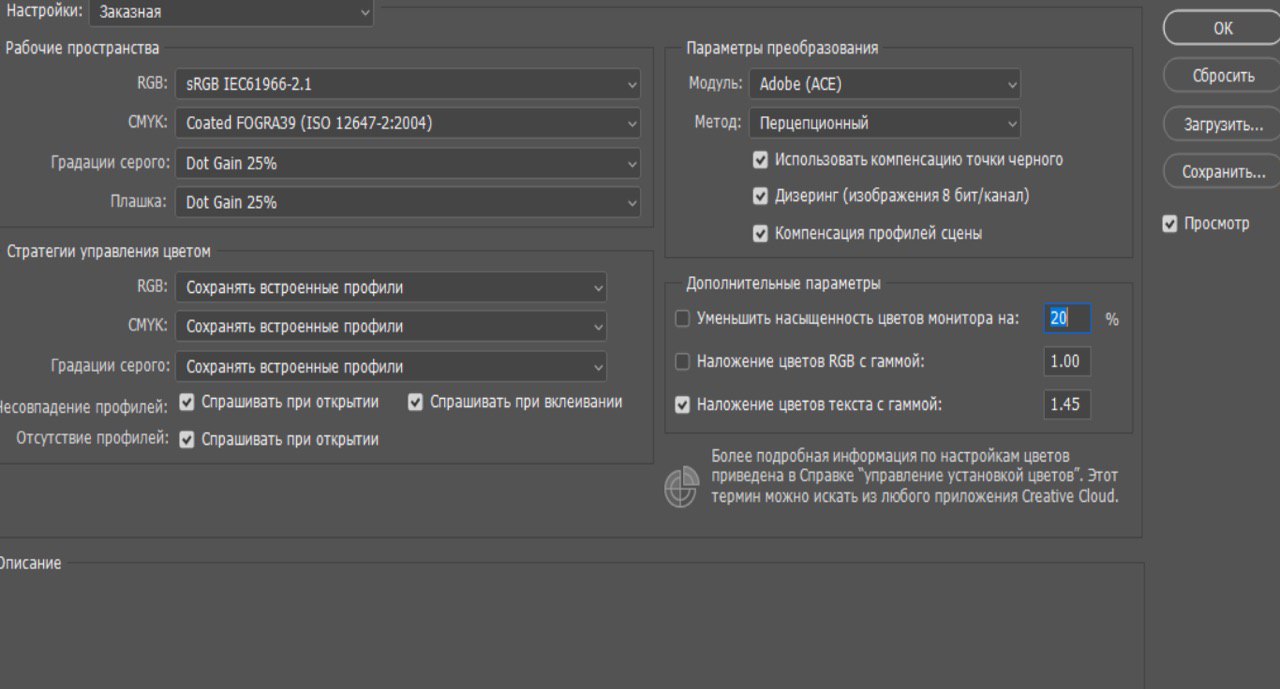 Настройки: Заказная
Рабочие пространства
RGB: sRGB IEC61966-2.1
CMYK: Coated FOGRA39 (ISO 12647-2:2004)
Градации серого: Dot Gain 25%
Плашка: Dot Gain 25%
Стратегии управления цветом
RGB: Сохранять встроенные профили
CMYK: Сохранять встроенные профили
Градации серого: Сохранять встроенные профили
Несовпадение профилей: Спрашивать при открытии Спрашивать при вклеивании
Отсутствие профилей: Спрашивать при открытии
Параметры преобразования
Модуль: Adobe (ACE)
Метод: Перцепционный
Использовать компенсацию точки черного
Дизеринг (изображения 8 бит/канал)
Компенсация профилей сцены
Дополнительные параметры
Уменьшить насыщенность цветов монитора на: 20 %
Наложение цветов RGB с гаммой: 1.00
Наложение цветов текста с гаммой: 1.45
Более подробная информация по настройкам цветов
приведена в Справке “управление установкой цветов”. Этот
термин можно искать из любого приложения Creative Cloud.
OK
Сбросить
Загрузить...
Сохранить...
Просмотр
Описание